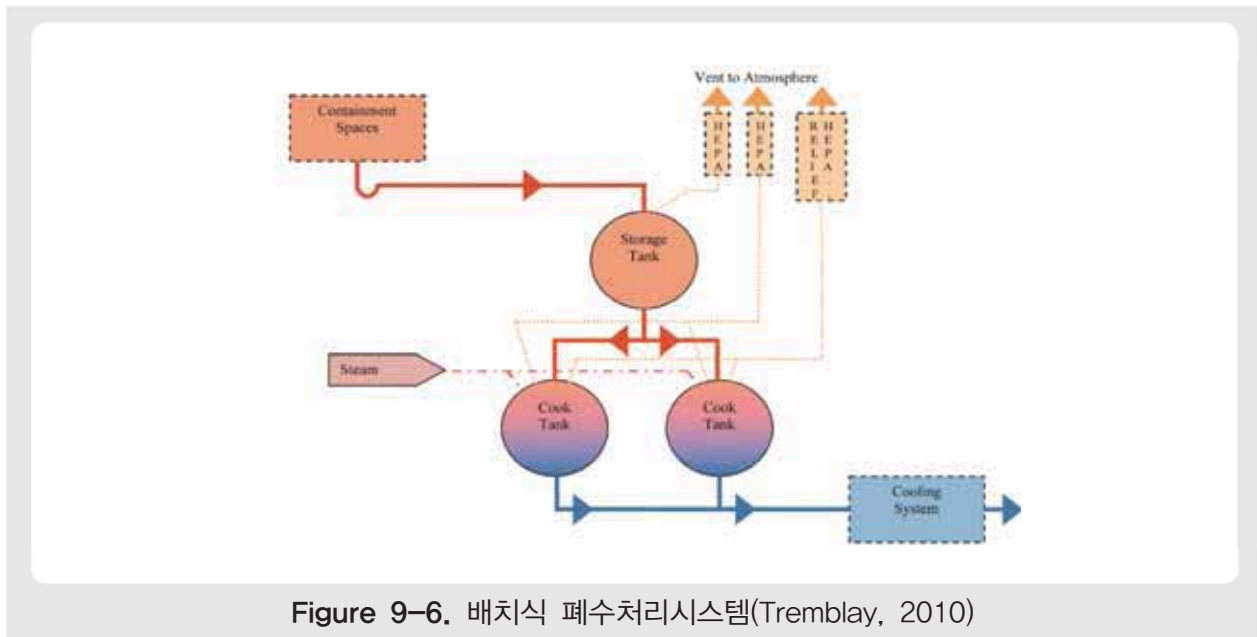 Vent to Atmosphere
Containment
Spaces
H
E
P
A
H
E
P
A
R
E
L
I
E
F
H
E
P
A
-
Storage
Tank
Steam
Cook
Tank
Cook
Tank
Cooling
System
Figure 9-6. 배치식 폐수처리시스템(Tremblay, 2010)